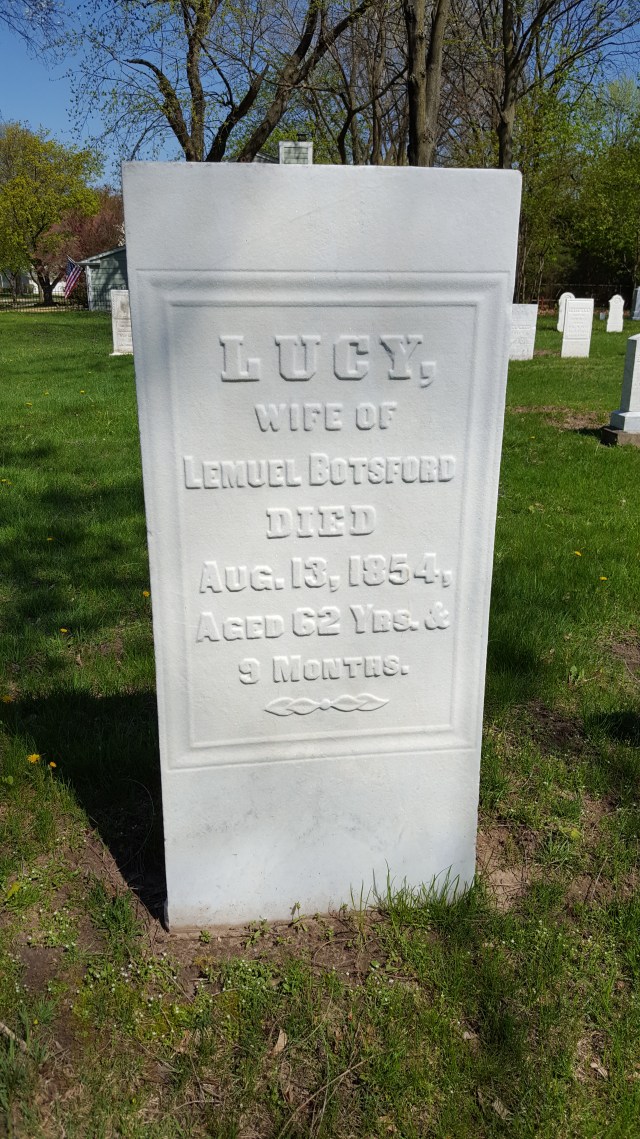 LUCY,
WIFE OF
LEMUEL BOTSFORD
DIED
AUG. 13, 1854,
AGED 62 YRS. &
9 MONTHS.